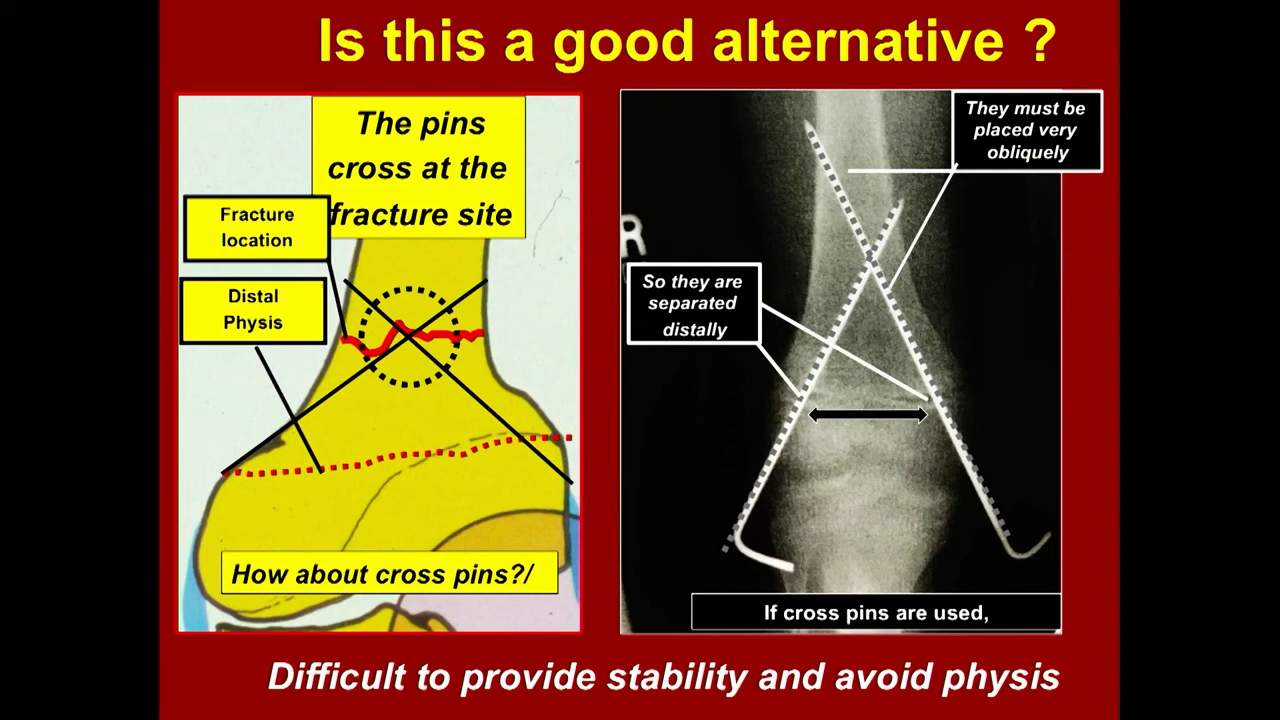 Is this a good alternative ?
The pins
cross at the
fracture site
Fracture
location
Distal
Physis
How about cross pins?/
They must be
placed very
obliquely
R
So they are
separated
distally
If cross pins are used,
Difficult to provide stability and avoid physis